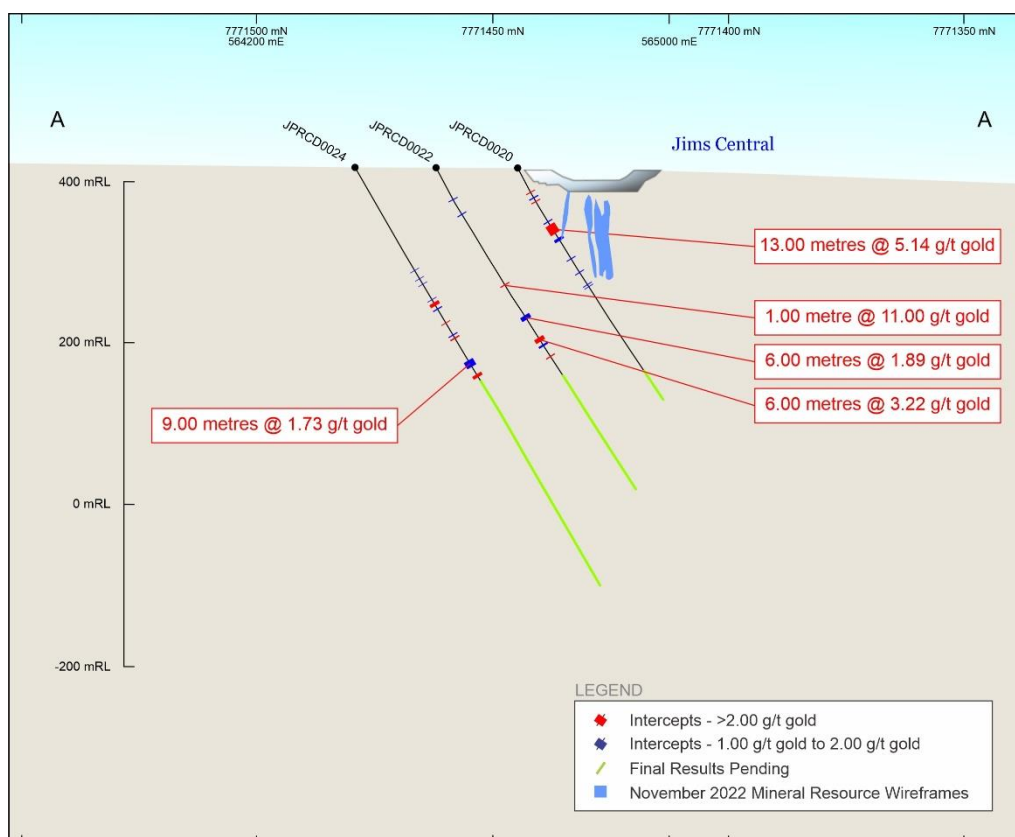 7771500 mN
564200 mE
7771450 mN
565000 mE
7771400 mN
7771350 mN
A
A
JPRCD0024
JPRCD0022
JPRCD0020
Jims Central
400 mRL
200 mRL
0 mRL
-200 mRL
13.00 metres @ 5.14 g/t gold
1.00 metre @ 11.00 g/t gold
6.00 metres @ 1.89 g/t gold
6.00 metres @ 3.22 g/t gold
9.00 metres @ 1.73 g/t gold
LEGEND
Intercepts - >2.00 g/t gold
Intercepts - 1.00 g/t gold to 2.00 g/t gold
Final Results Pending
November 2022 Mineral Resource Wireframes